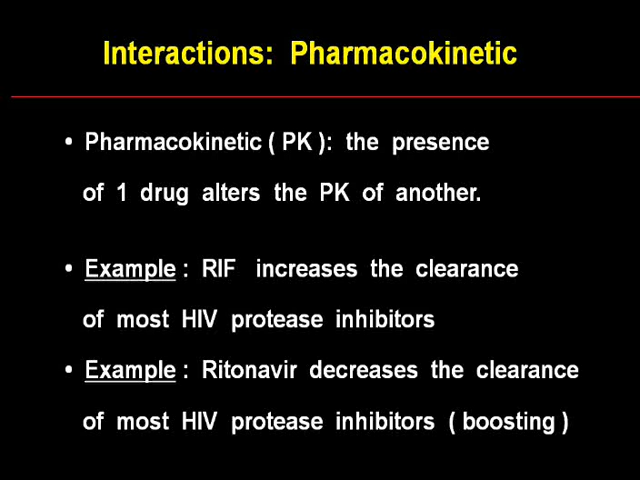 Interactions: Pharmacokinetic
• Pharmacokinetic ( PK ): the presence
of 1 drug alters the PK of another.
• Example : RIF increases the clearance
of most HIV protease inhibitors
• Example : Ritonavir decreases the clearance
of most HIV protease inhibitors ( boosting )